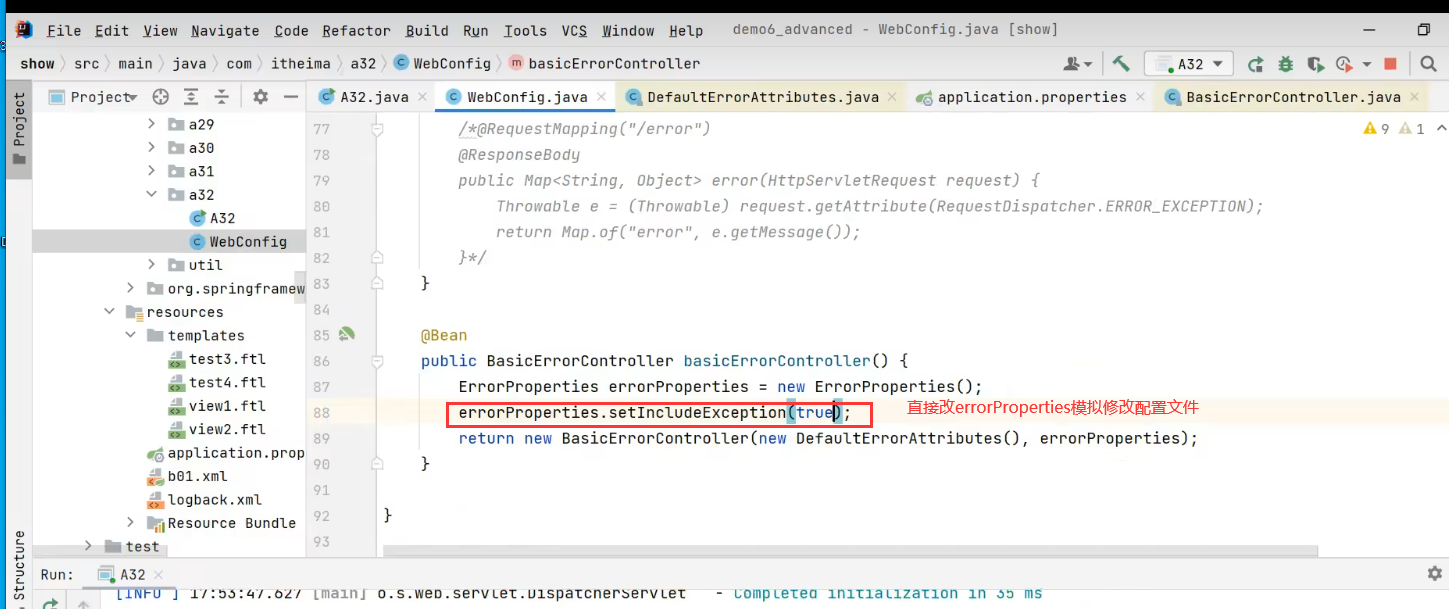 File Edit View Navigate Code Refactor Build Run Tools VCS Window Help demo6_advanced - WebConfig.java [show]
show src main java com itheima a32 WebConfig basicErrorController A32
Project A32.java WebConfig.java DefaultErrorAttributes.java application.properties BasicErrorController.java
Project
a29
a30
a31
a32
A32
WebConfig
util
org.springframew
resources
templates
test3.ftl
test4.ftl
view1.ftl
view2.ftl
application.prop
b01.xml
logback.xml
Resource Bundle
test
9 1
77 /*@RequestMapping("/error")
78 @ResponseBody
79 public Map<String, Object> error(HttpServletRequest request) {
80 Throwable e = (Throwable) request.getAttribute(RequestDispatcher.ERROR_EXCEPTION);
81 return Map.of("error", e.getMessage());
82 }*/
83 }
84
85 @Bean
86 public BasicErrorController basicErrorController() {
87 ErrorProperties errorProperties = new ErrorProperties();
88 errorProperties.setIncludeException(true); 直接改errorProperties模拟修改配置文件
89 return new BasicErrorController(new DefaultErrorAttributes(), errorProperties);
90 }
91
92 }
93
Structure
Run: A32
[INFO ] 17:53:47.627 [main] o.s.web.servlet.DispatcherServlet - Completed initialization in 35 ms